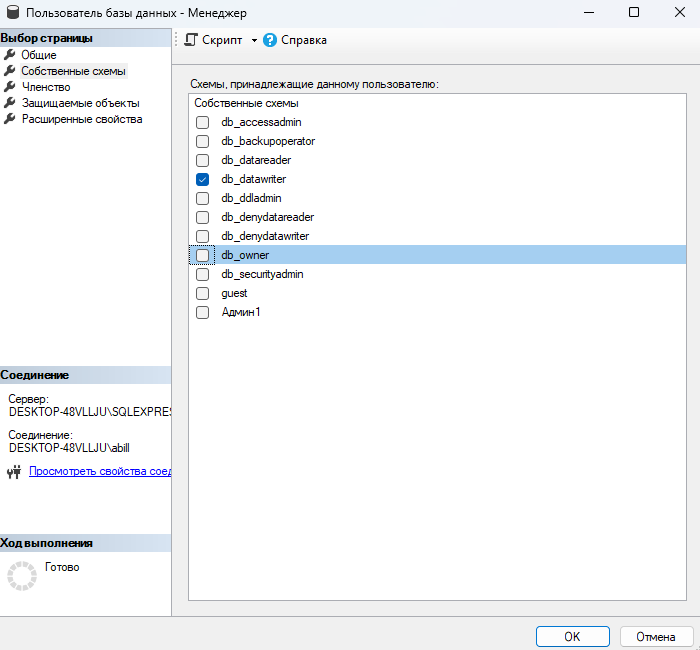 Пользователь базы данных - Менеджер
Выбор страницы
Общие
Собственные схемы
Членство
Защищаемые объекты
Расширенные свойства
Скрипт
Справка
Схемы, принадлежащие данному пользователю:
Собственные схемы
db_accessadmin
db_backupoperator
db_datareader
db_datawriter
db_ddladmin
db_denydatareader
db_denydatawriter
db_owner
db_securityadmin
guest
Админ1
Соединение
Сервер:
DESKTOP-48VLLJU\SQLEXPRES
Соединение:
DESKTOP-48VLLJU\abill
Просмотреть свойства соед
Ход выполнения
Готово
OK
Отмена